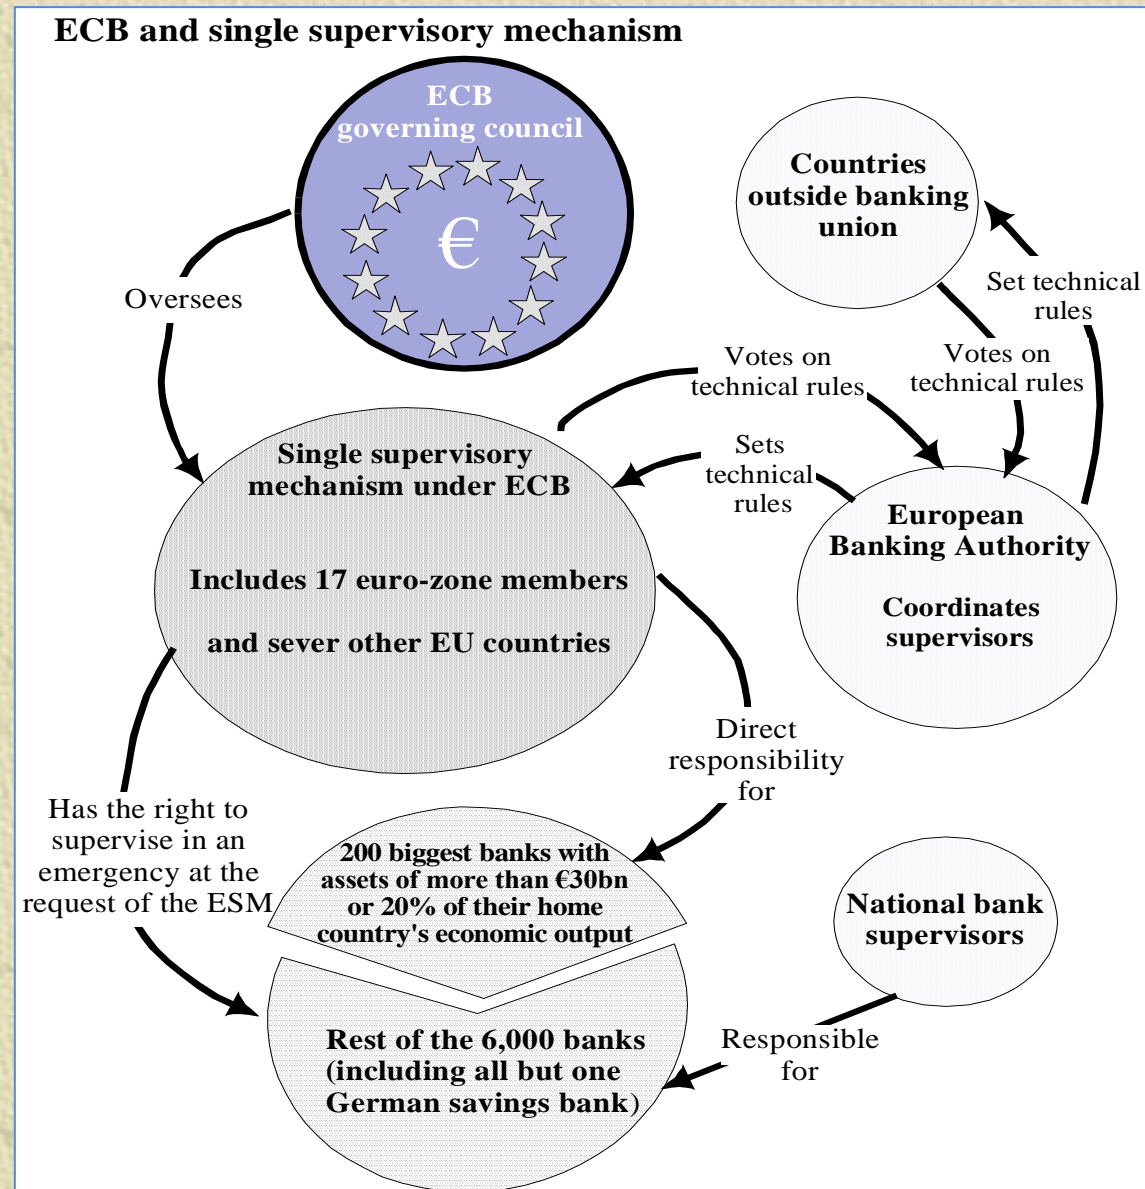 ECB and single supervisory mechanism
ECB
governing council
€
Countries
outside banking
union
Oversees
Set technical
rules
Votes on
technical rules
Votes on
technical rules
Single supervisory
mechanism under ECB
Includes 17 euro-zone members
and sever other EU countries
Sets
technical
rules
European
Banking Authority
Coordinates
supervisors
Direct
responsibility
for
Has the right to
supervise in an
emergency at the
request of the ESM
200 biggest banks with
assets of more than €30bn
or 20% of their home
country's economic output
National bank
supervisors
Rest of the 6,000 banks
(including all but one
German savings bank)
Responsible
for